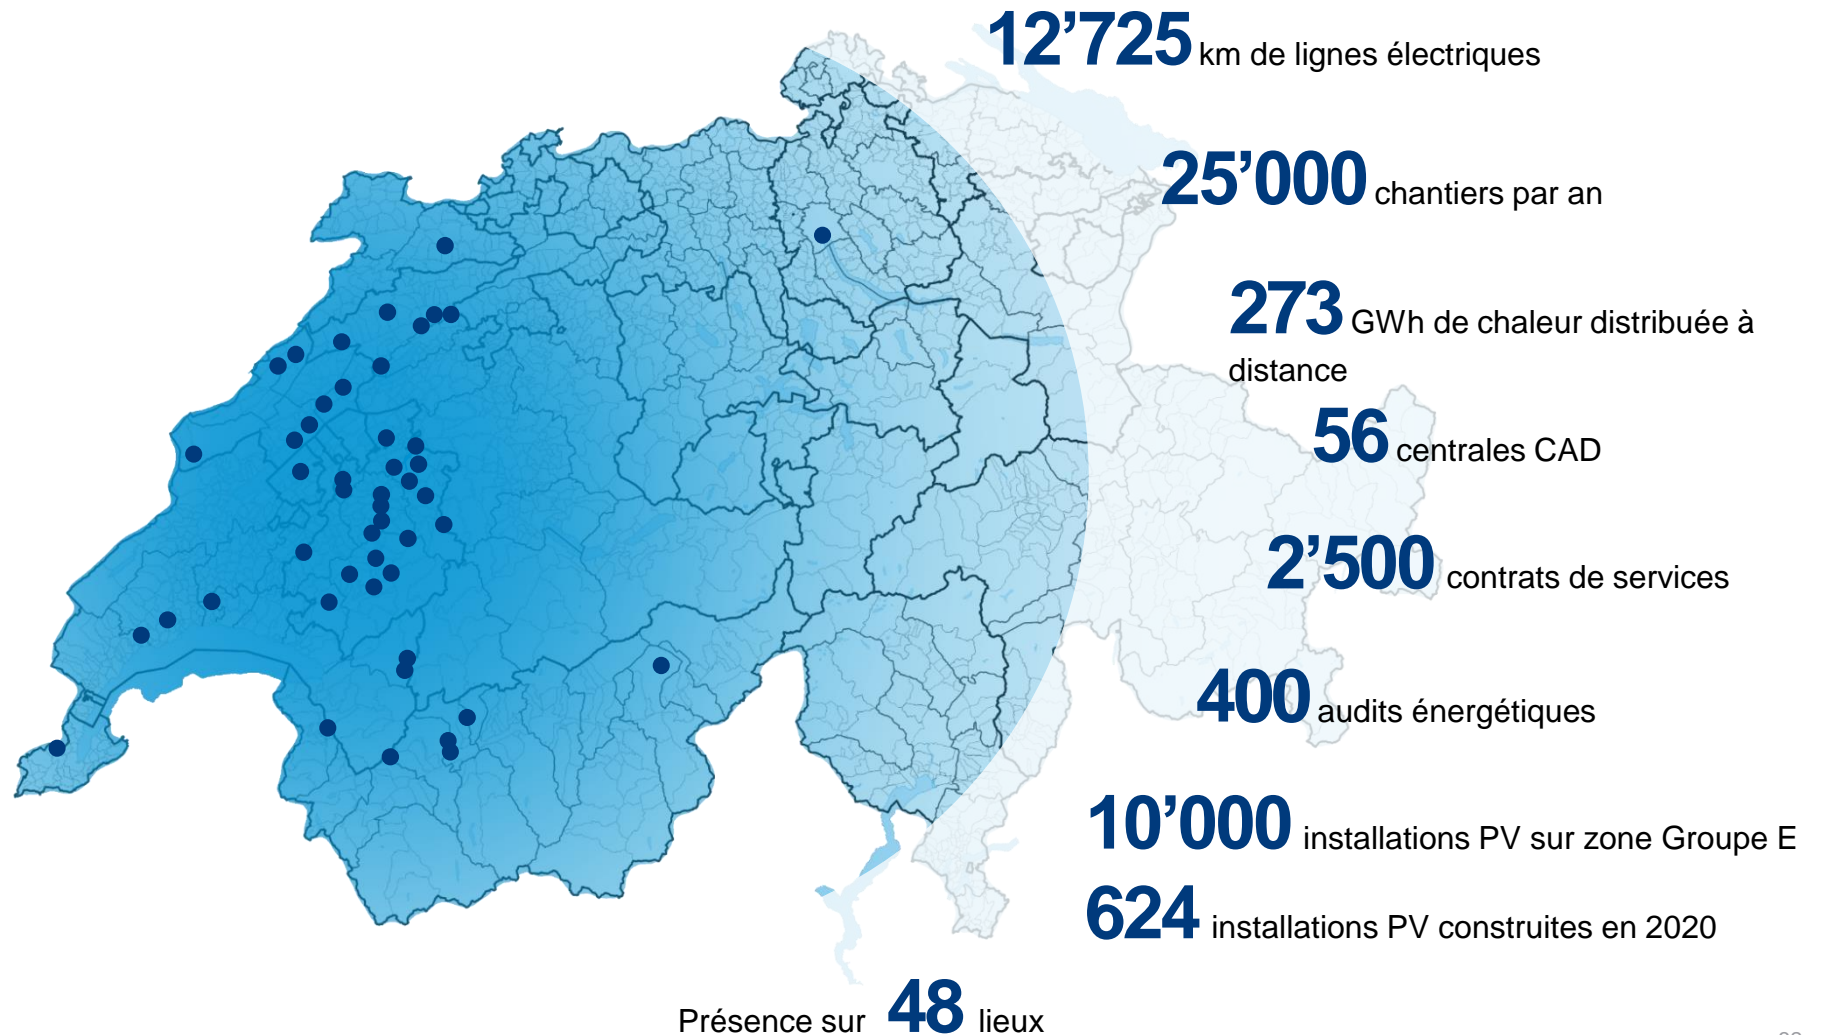 12’725 km de lignes électriques
25’000 chantiers par an
273 GWh de chaleur distribuée à
distance
56 centrales CAD
2’500 contrats de services
400 audits énergétiques
10’000 installations PV sur zone Groupe E
624 installations PV construites en 2020
Présence sur 48 lieux